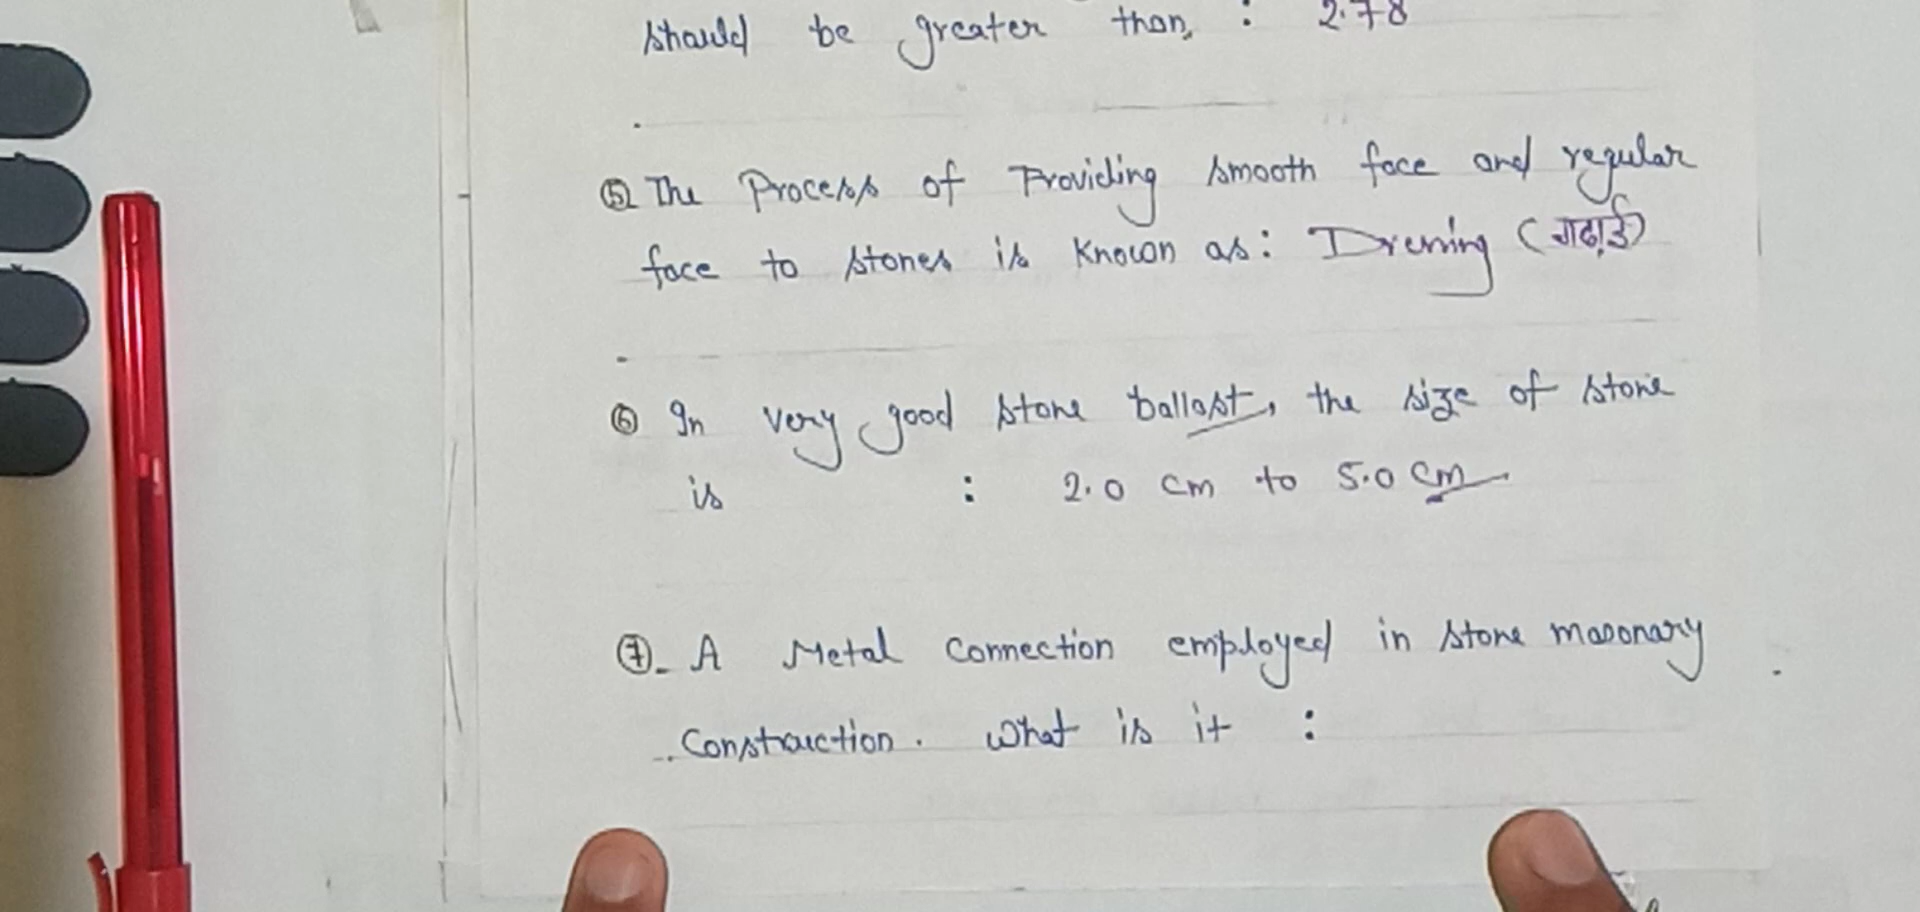 should be greater than, : 2.78
⑤ The Process of Providing smooth face and regular
face to stones is Known as : Dressing (गढ़ाई)
⑥ In very good stone ballast, the size of stone
is : 2.0 cm to 5.0 cm
⑦- A Metal Connection employed in stone masonary
Construction. What is it :